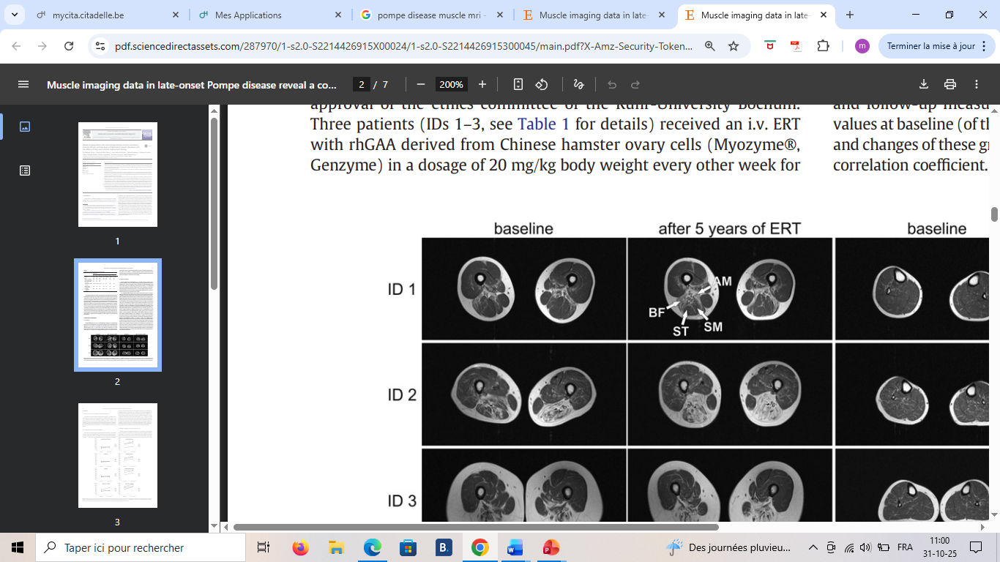 mycita.citadelle.be
Mes Applications
pompe disease muscle mri -
Muscle imaging data in late-
Muscle imaging data in late-
pdf.sciencedirectassets.com/287970/1-s2.0-S2214426915X00024/1-s2.0-S2214426915300045/main.pdf?X-Amz-Security-Token...
m
Terminer la mise à jour
Muscle imaging data in late-onset Pompe disease reveal a co...
2 / 7
200%
1
2
3
approval of the ethics committee of the Ruhr-University Bochum.
Three patients (IDs 1–3, see Table 1 for details) received an i.v. ERT
with rhGAA derived from Chinese hamster ovary cells (Myozyme®,
Genzyme) in a dosage of 20 mg/kg body weight every other week for
and follow-up measu
values at baseline (of th
and changes of these gr
correlation coefficient.
baseline
after 5 years of ERT
baseline
ID 1
AM
BF
ST
SM
ID 2
ID 3
Taper ici pour rechercher
B.
Des journées pluvieu...
FRA
11:00
31-10-25